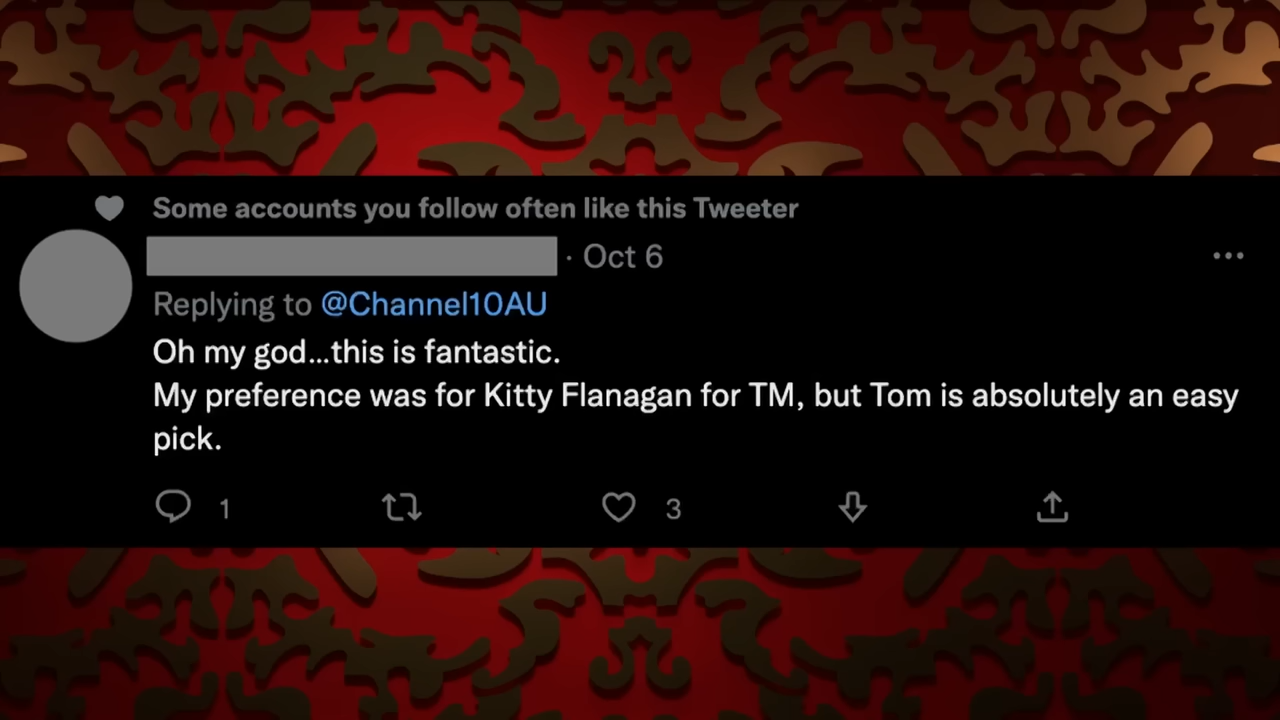 Some accounts you follow often like this Tweeter
· Oct 6
Replying to @Channel10AU
Oh my god...this is fantastic.
My preference was for Kitty Flanagan for TM, but Tom is absolutely an easy
pick.
1 3